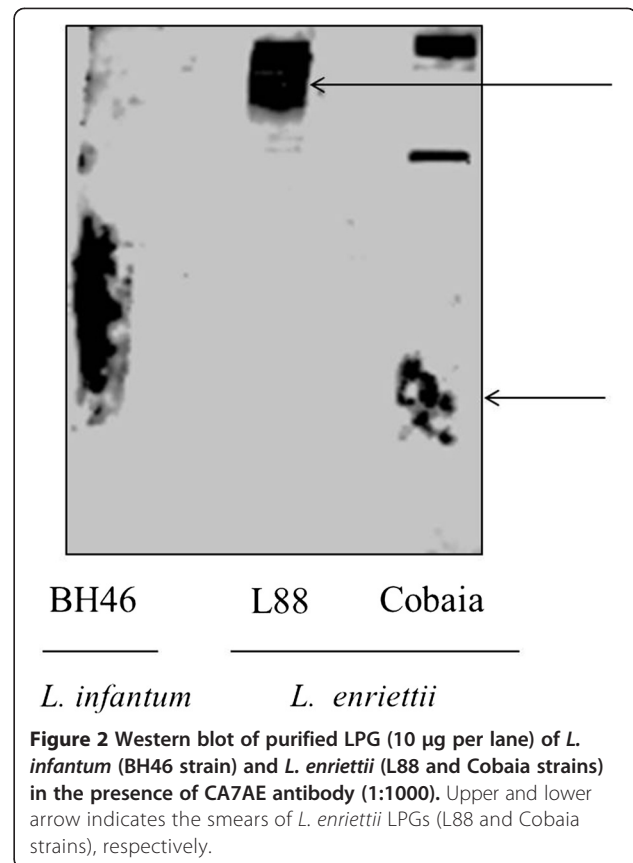 BH46 L88 Cobaia
L. infantum L. enriettii
Figure 2 Western blot of purified LPG (10 μg per lane) of L.
infantum (BH46 strain) and L. enriettii (L88 and Cobaia strains)
in the presence of CA7AE antibody (1:1000). Upper and lower
arrow indicates the smears of L. enriettii LPGs (L88 and Cobaia
strains), respectively.